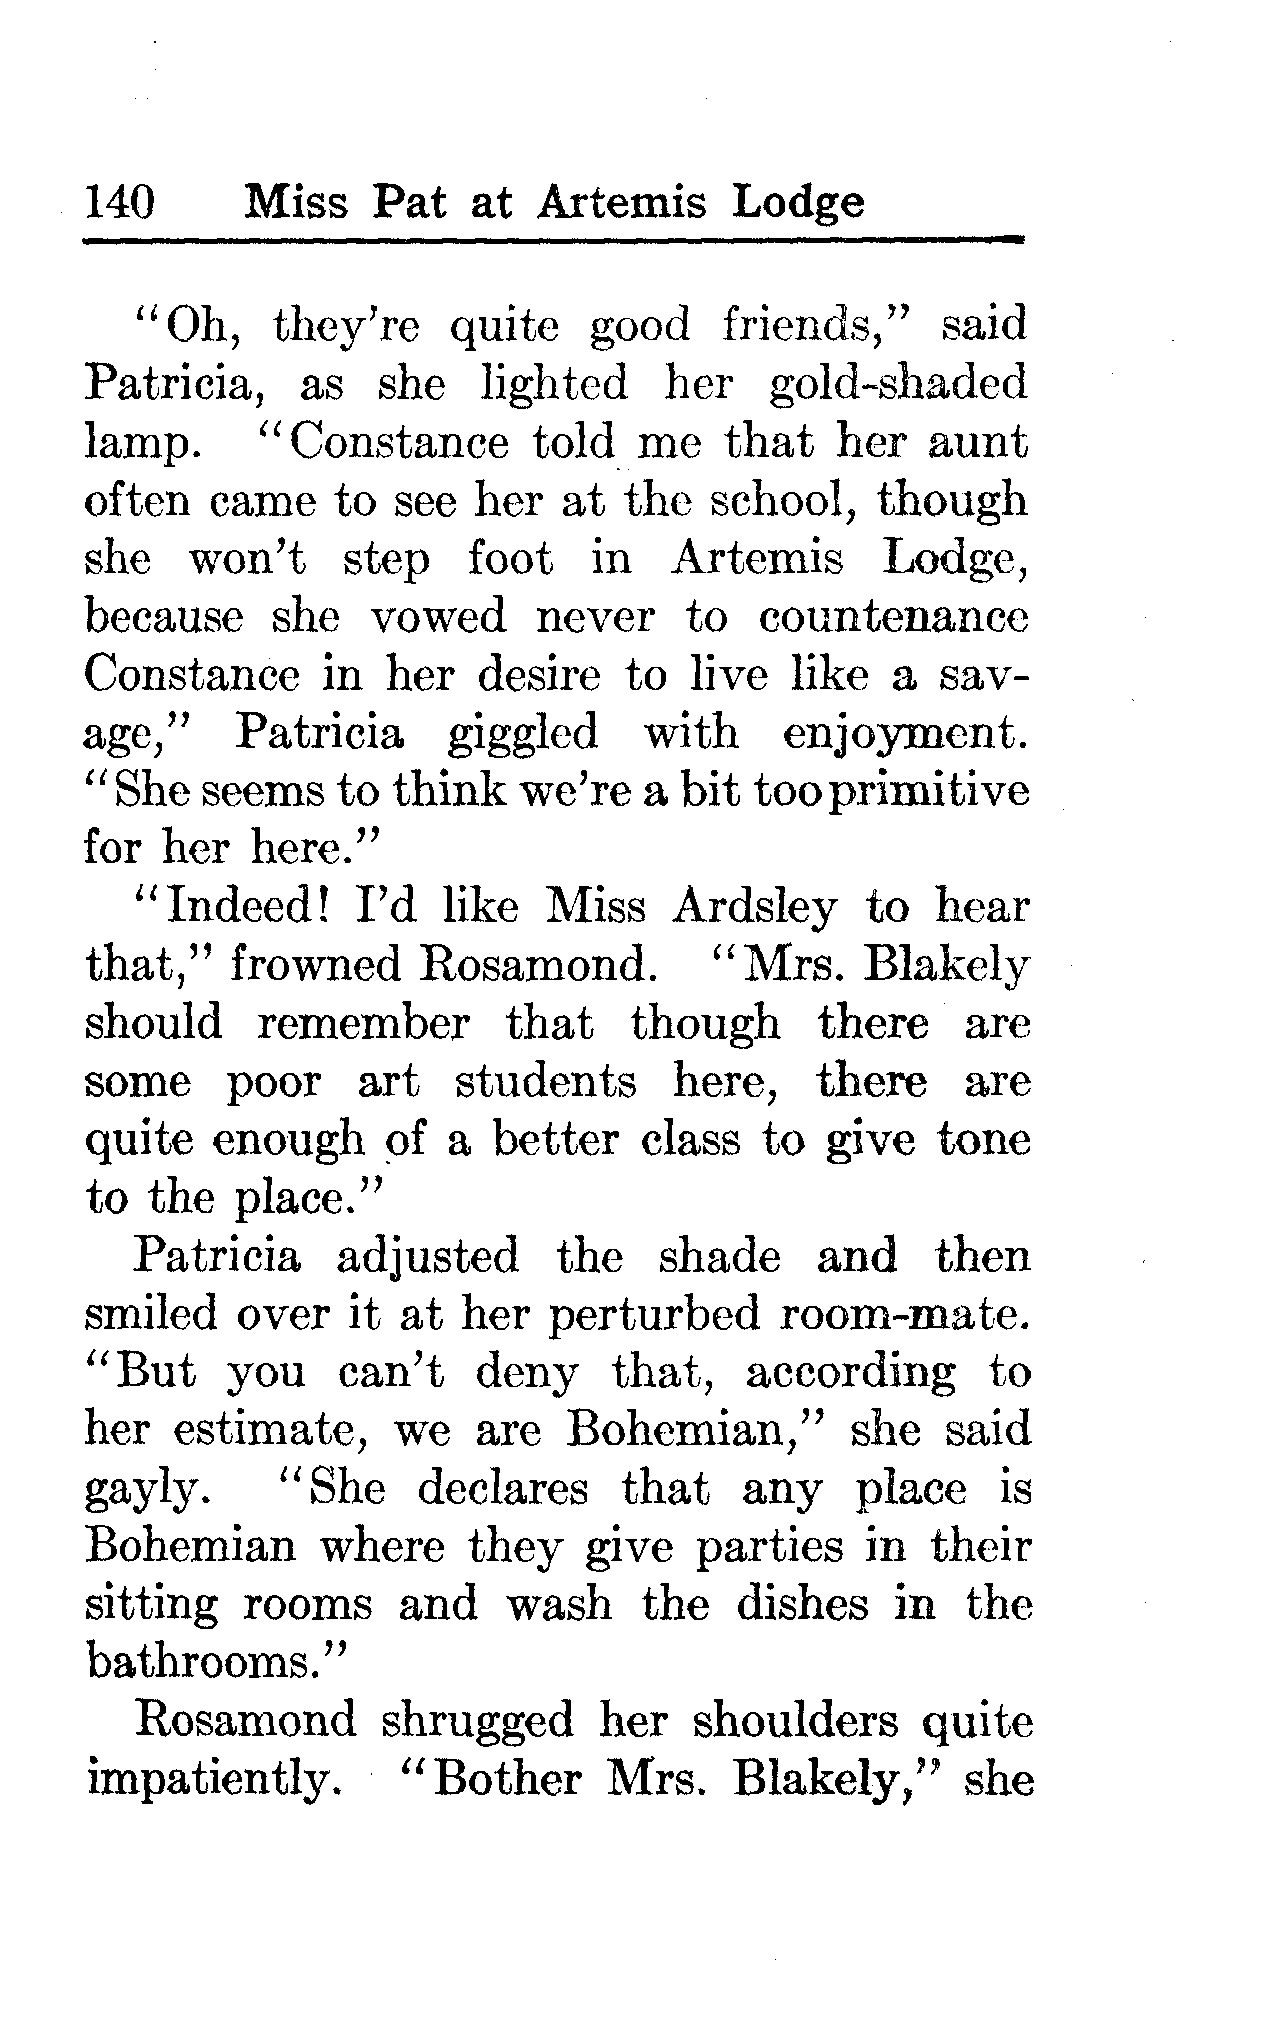 140 Miss Pat at Artemis Lodge
"Oh, they're quite good friends," said
Patricia, as she lighted her gold-shaded
lamp. "Constance told me that her aunt
often came to see her at the school, though
she won't step foot in Artemis Lodge,
because she vowed never to countenance
Constance in her desire to live like a sav-
age," Patricia giggled with enjoyment.
"She seems to think we're a bit too primitive
for her here."
"Indeed! I'd like Miss Ardsley to hear
that," frowned Rosamond. "Mrs. Blakely
should remember that though there are
some poor art students here, there are
quite enough of a better class to give tone
to the place."
Patricia adjusted the shade and then
smiled over it at her perturbed room-mate.
"But you can't deny that, according to
her estimate, we are Bohemian," she said
gayly. "She declares that any place is
Bohemian where they give parties in their
sitting rooms and wash the dishes in the
bathrooms."
Rosamond shrugged her shoulders quite
impatiently. "Bother Mrs. Blakely," she